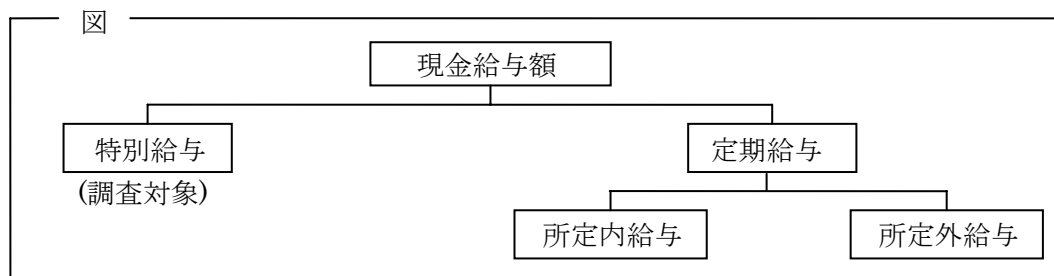 図
現金給与額
特別給与
定期給与
(調査対象)
所定内給与
所定外給与